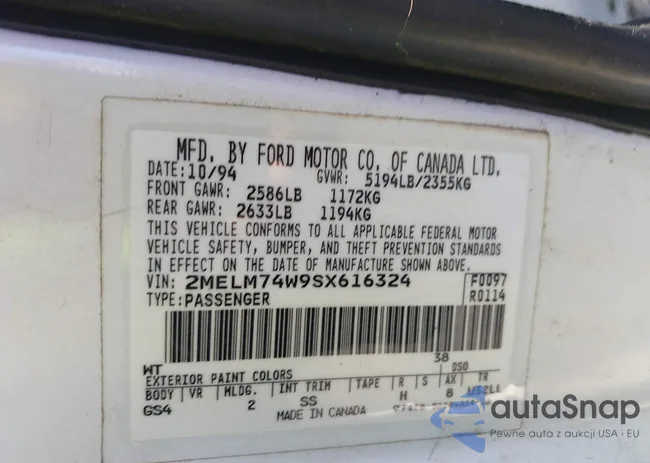 MFD. BY FORD MOTOR CO. OF CANADA LTD.
DATE: 10/94 GVWR: 5194LB/2355KG
FRONT GAWR: 2586LB 1172KG
REAR GAWR: 2633LB 1194KG
THIS VEHICLE CONFORMS TO ALL APPLICABLE FEDERAL MOTOR
VEHICLE SAFETY, BUMPER, AND THEFT PREVENTION STANDARDS
IN EFFECT ON THE DATE OF MANUFACTURE SHOWN ABOVE.
VIN: 2MELM74W9SX616324 F0097
TYPE: PASSENGER R0114
WT 38
EXTERIOR PAINT COLORS DSO
BODY VR MLDG. INT TRIM TAPE R S AX TR
GS4 2 SS H 8 U
MADE IN CANADA
autaSnap
Pewne auta z aukcji USA i EU